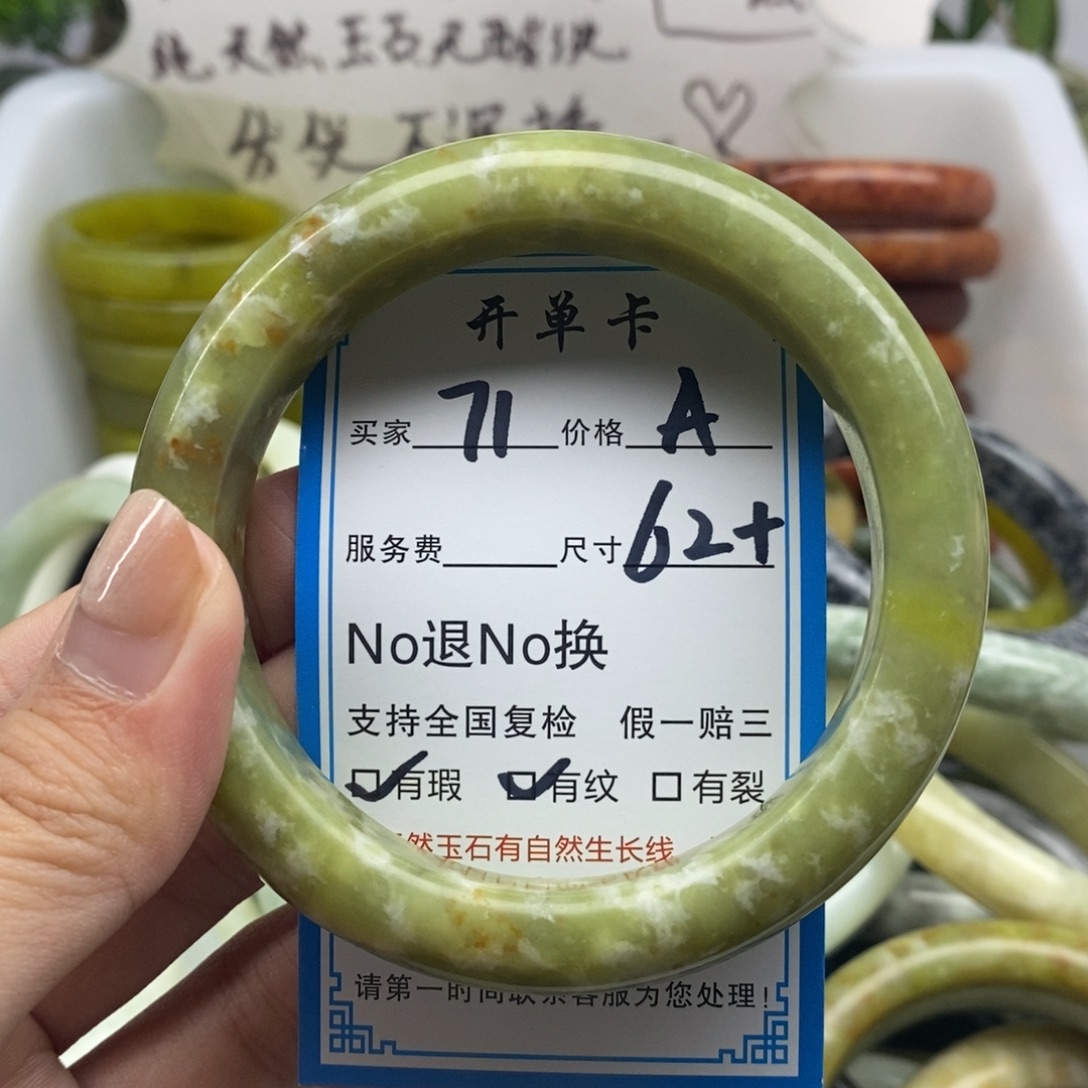 纯天然玉石无酸洗
开单卡
买家 71 价格 A
服务费 尺寸 62+
No退No换
支持全国复检 假一赔三
☑有瑕 ☑有纹 □有裂
然玉石有自然生长线
请第一时间联系客服为您处理!